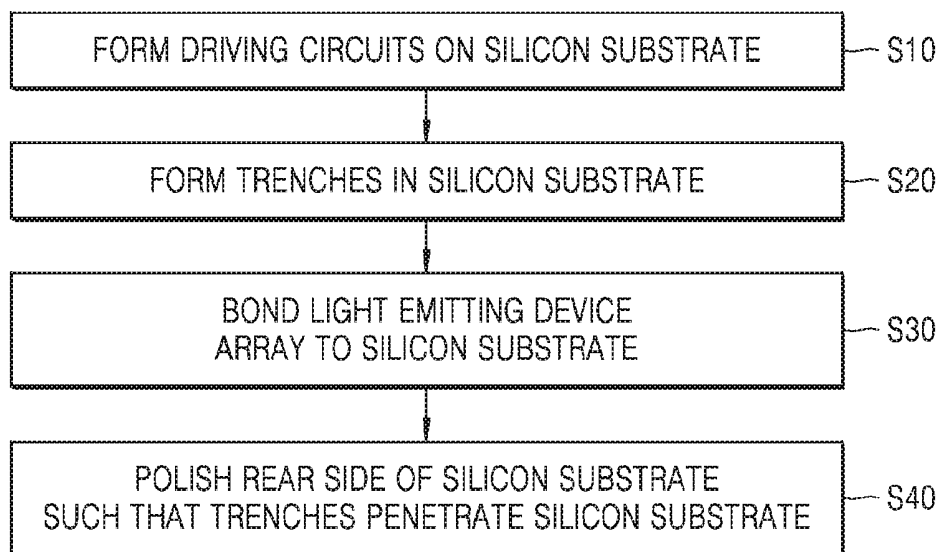 FORM DRIVING CIRCUITS ON SILICON SUBSTRATE
S10
FORM TRENCHES IN SILICON SUBSTRATE
S20
BOND LIGHT EMITTING DEVICE
ARRAY TO SILICON SUBSTRATE
S30
POLISH REAR SIDE OF SILICON SUBSTRATE
SUCH THAT TRENCHES PENETRATE SILICON SUBSTRATE
S40